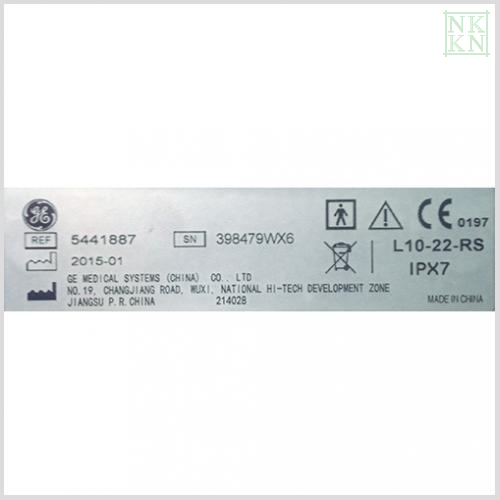 NK
KN
GE
REF 5441887 SN 398479WX6
2015-01
GE MEDICAL SYSTEMS (CHINA) CO., LTD
NO.19, CHANGJIANG ROAD, WUXI, NATIONAL HI-TECH DEVELOPMENT ZONE
JIANGSU P.R.CHINA 214028
CE 0197
L10-22-RS
IPX7
MADE IN CHINA